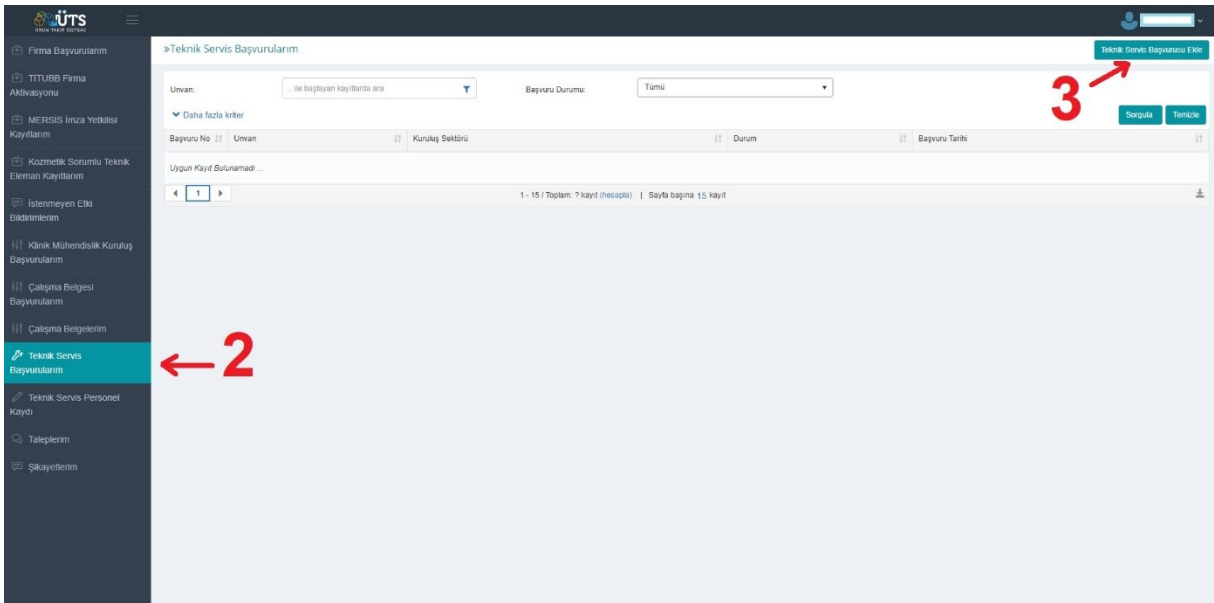 ÜTS
ÜRÜN TAKİP SİSTEMİ
Firma Başvurularım
TİTUBB Firma
Aktivasyonu
MERSİS İmza Yetkilisi
Kayıtlarım
Kozmetik Sorumlu Teknik
Eleman Kayıtlarım
İstenmeyen Etki
Bildirimlerim
Klinik Mühendislik Kuruluş
Başvurularım
Çalışma Belgesi
Başvurularım
Çalışma Belgelerim
Teknik Servis
Başvurularım
Teknik Servis Personel
Kaydı
Taleplerim
Şikayetlerim
2
»Teknik Servis Başvurularım
Teknik Servis Başvurusu Ekle
3
Unvan: ... ile başlayan kayıtlarda ara Başvuru Durumu: Tümü
Daha fazla kriter
Sorgula Temizle
Başvuru No Unvan Kuruluş Sektörü Durum Başvuru Tarihi
Uygun Kayıt Bulunamadı ...
1 1 - 15 / Toplam: ? kayıt (hesapla) | Sayfa başına 15 kayıt